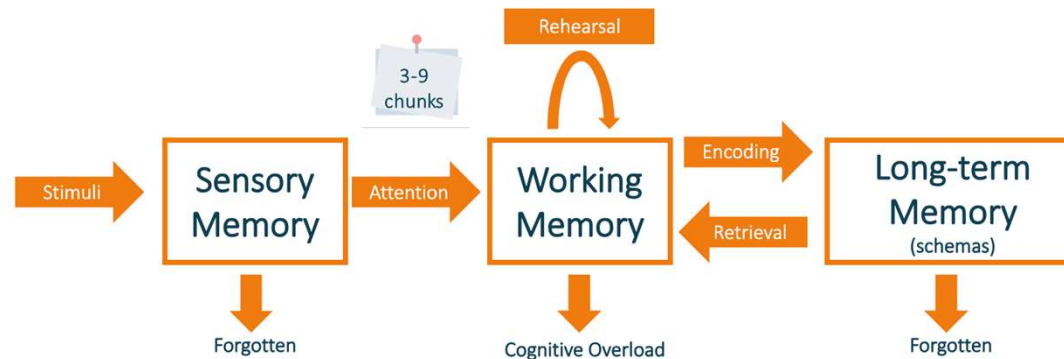 Rehearsal
3-9
chunks
Stimuli
Sensory
Memory
Attention
Working
Memory
Encoding
Retrieval
Long-term
Memory
(schemas)
Forgotten
Cognitive Overload
Forgotten